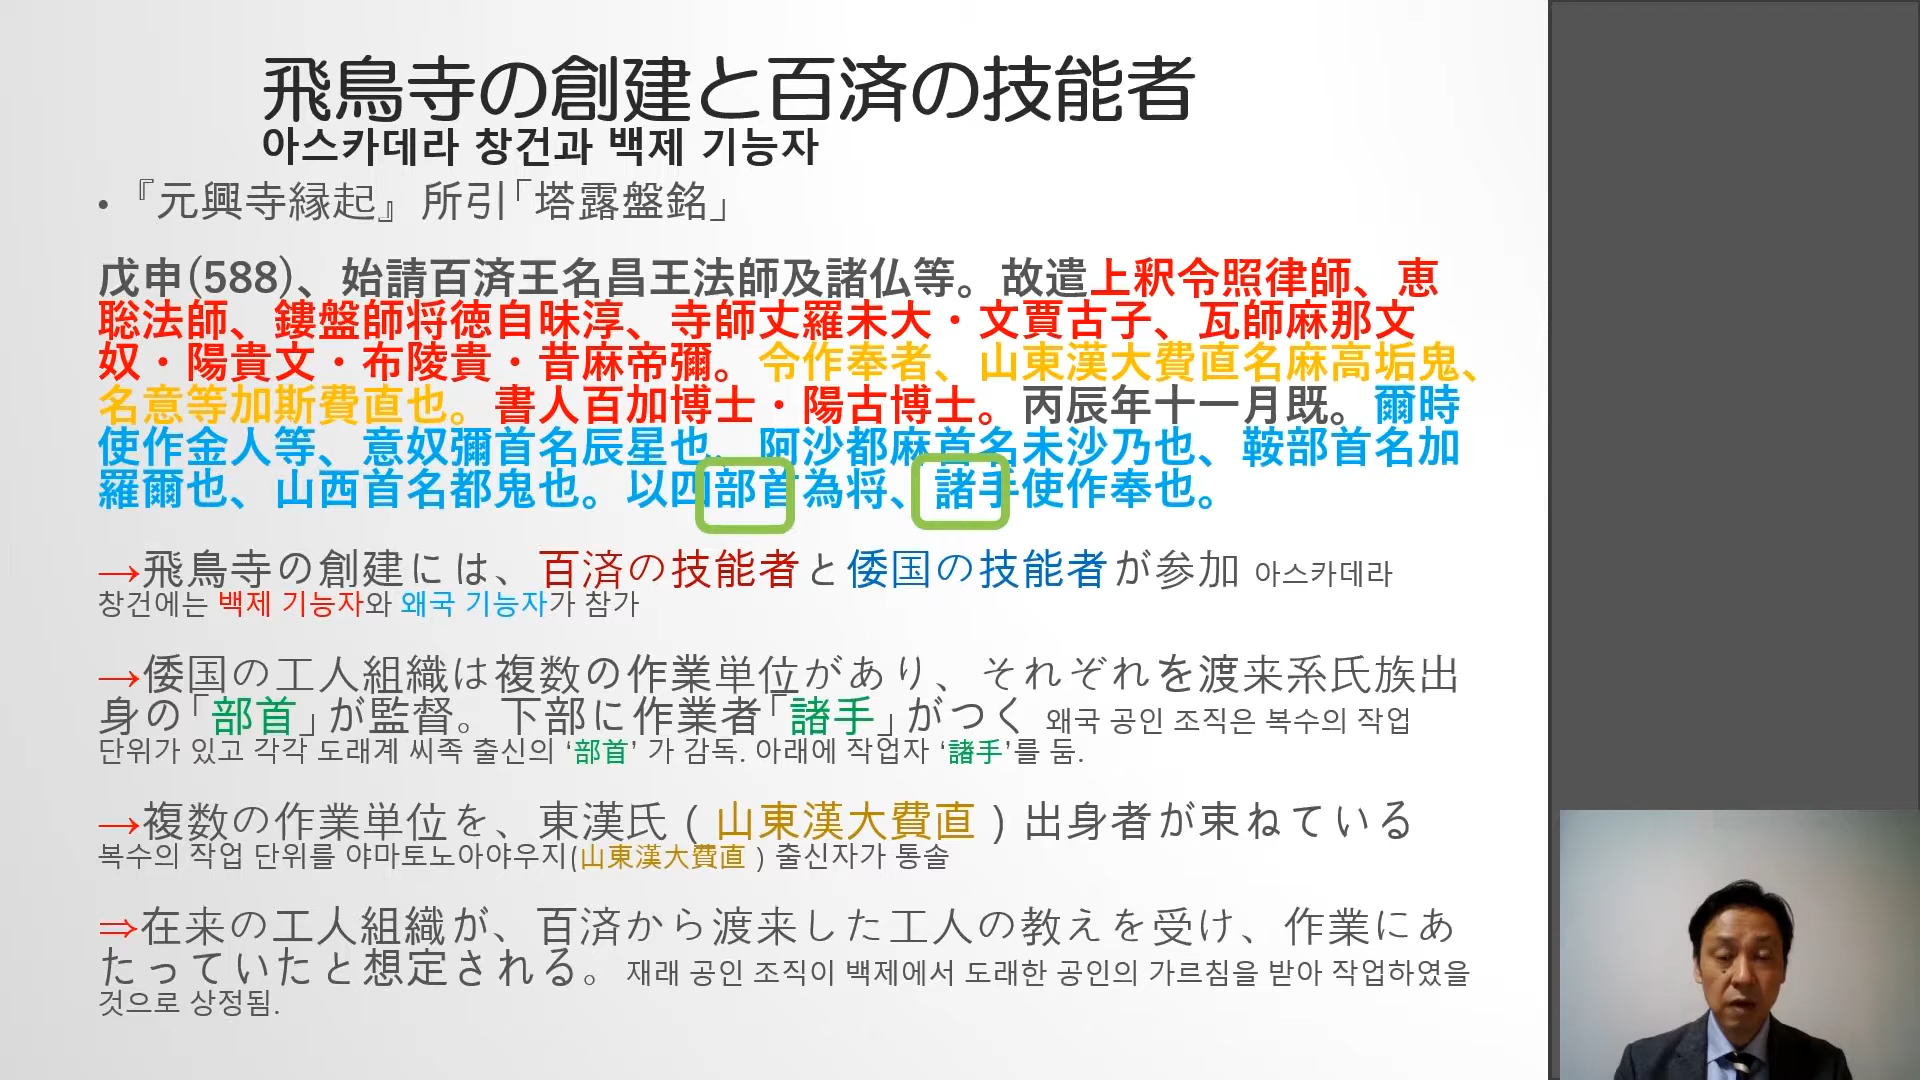 飛鳥寺の創建と百済の技能者
아스카데라 창건과 백제 기능자
• 『元興寺縁起』所引「塔露盤銘」
戊申(588)、始請百済王名昌王法師及諸仏等。故遣上釈令照律師、恵
聡法師、鏤盤師将徳自昧淳、寺師丈羅未大・文賈古子、瓦師麻那文
奴・陽貴文・布陵貴・昔麻帝彌。令作奉者、山東漢大費直名麻高垢鬼、
名意等加斯費直也。書人百加博士・陽古博士。丙辰年十一月既。爾時
使作金人等、意奴彌首名辰星也、阿沙都麻首名未沙乃也、鞍部首名加
羅爾也、山西首名都鬼也。以四部首為将、諸手使作奉也。
→飛鳥寺の創建には、百済の技能者と倭国の技能者が参加 아스카데라
창건에는 백제 기능자와 왜국 기능자가 참가
→倭国の工人組織は複数の作業単位があり、それぞれを渡来系氏族出
身の「部首」が監督。下部に作業者「諸手」がつく 왜국 공인 조직은 복수의 작업
단위가 있고 각각 도래계 씨족 출신의 ‘部首’ 가 감독. 아래에 작업자 ‘諸手’를 둠.
→複数の作業単位を、東漢氏(山東漢大費直)出身者が束ねている
복수의 작업 단위를 야마토노아야우지(山東漢大費直) 출신자가 통솔
⇒在来の工人組織が、百済から渡来した工人の教えを受け、作業にあ
たっていたと想定される。 재래 공인 조직이 백제에서 도래한 공인의 가르침을 받아 작업하였을
것으로 상정됨.